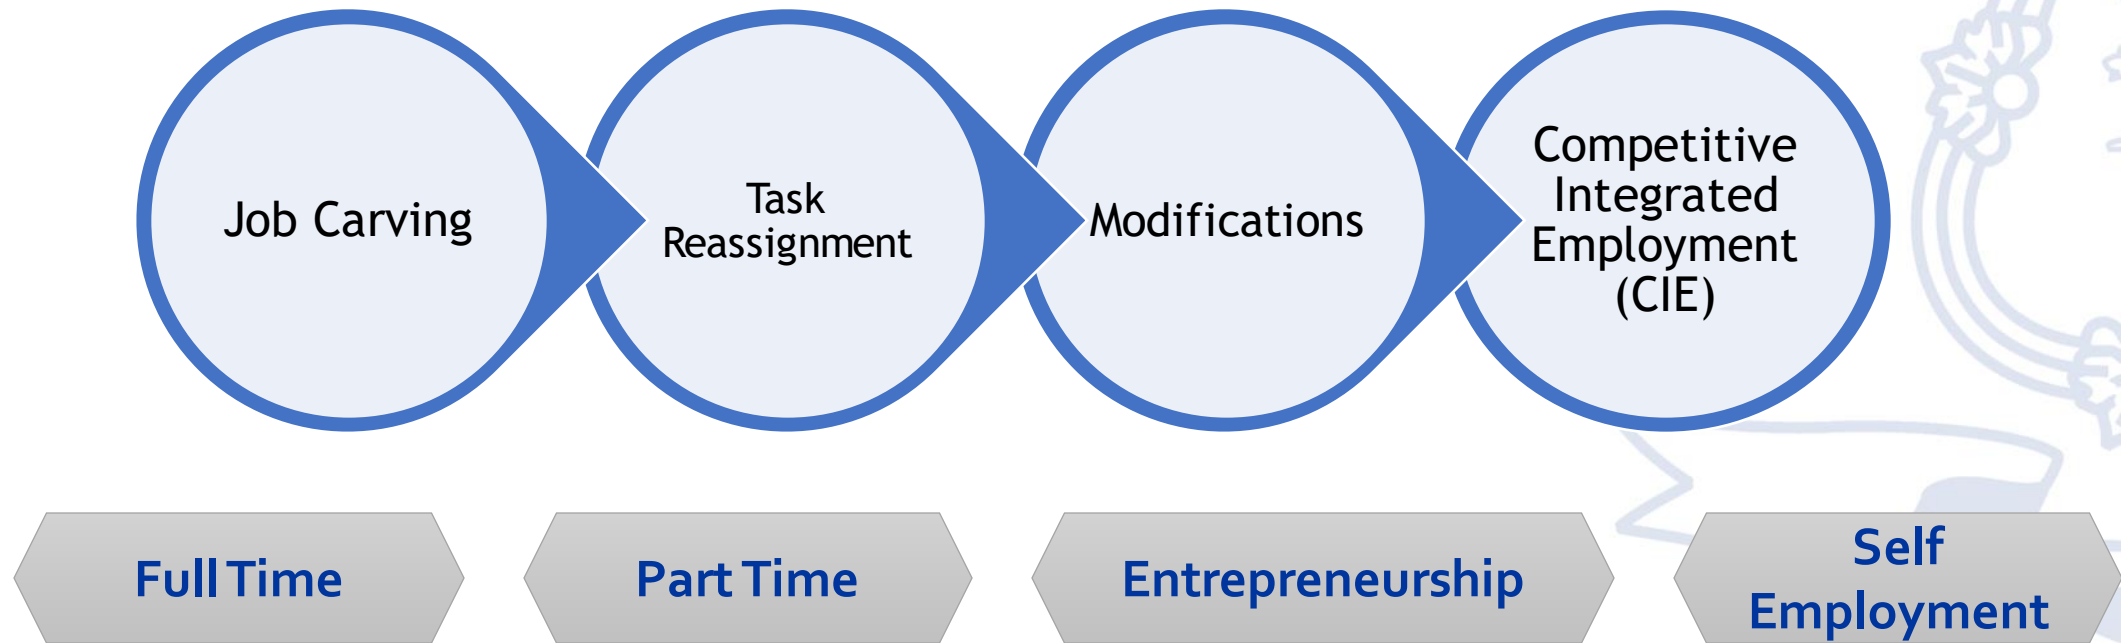 Job Carving
Task
Reassignment
Modifications
Competitive
Integrated
Employment
(CIE)
Full Time
Part Time
Entrepreneurship
Self
Employment